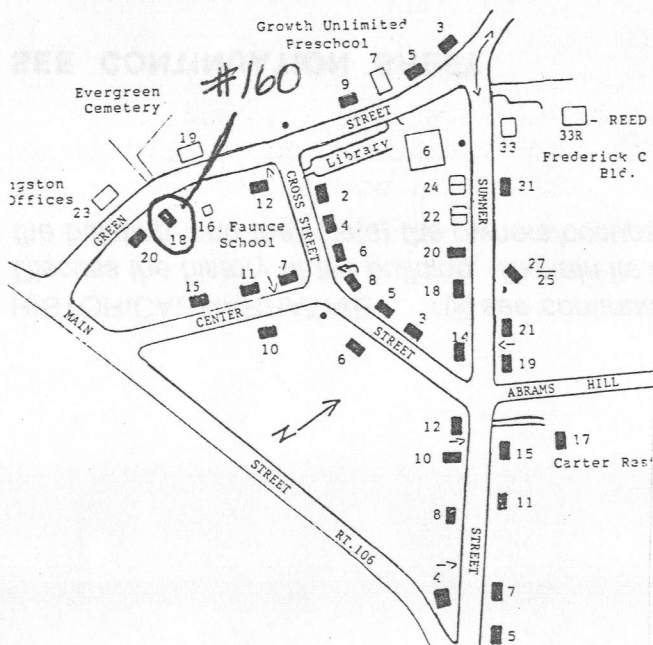 Growth Unlimited
Preschool
3
5
7
9
#160
Evergreen
Cemetery
19
STREET
Library
6
33
33R
REED
Frederick C
Bld.
ngston
Offices
23
GREEN
18
20
16
Faunce
School
12
CROSS STREET
2
4
6
8
5
2
24
22
20
18
14
SUMMER
31
27
25
21
19
15
11
7
CENTER
10
6
STREET
ABRAMS HILL
MAIN
STREET
RT.106
N
12
10
8
4
STREET
15
17
Carter Ras
11
7
5
SEE CONTINUATION